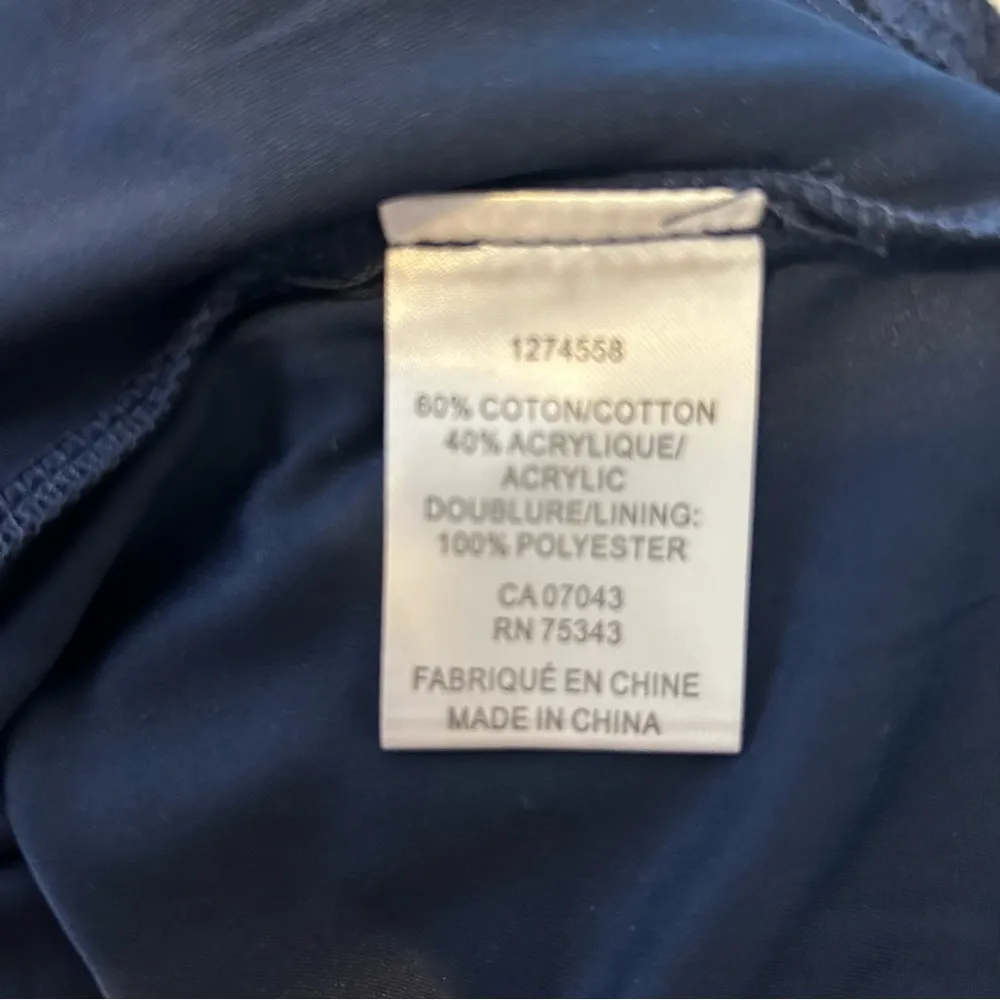 1274558
60% COTON/COTTON
40% ACRYLIQUE/
ACRYLIC
DOUBLURE/LINING:
100% POLYESTER
CA 07043
RN 75343
FABRIQUÉ EN CHINE
MADE IN CHINA